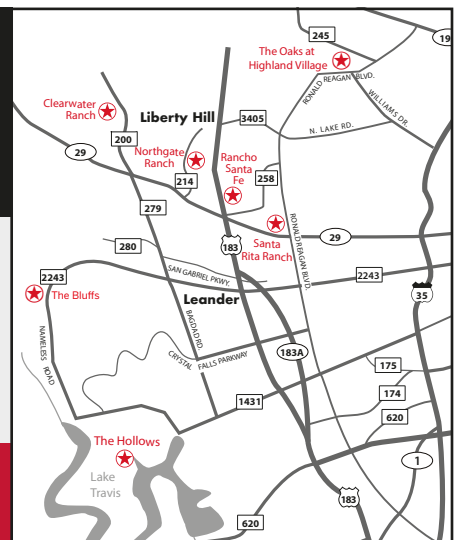 245
19
The Oaks at
Highland Village
RONALD REAGAN BLVD.
WILLIAMS DR.
Clearwater
Ranch
Liberty Hill
3405
N. LAKE RD.
200
29
Northgate
Ranch
Rancho
Santa
Fe
214
258
279
RONALD REAGAN BLVD.
280
183
Santa
Rita Ranch
29
2243
SAN GABRIEL PKWY.
2243
The Bluffs
Leander
35
BAGDAD RD.
NAMELESS ROAD
CRYSTAL FALLS PARKWAY
183A
175
174
1431
620
The Hollows
Lake
Travis
1
183
620